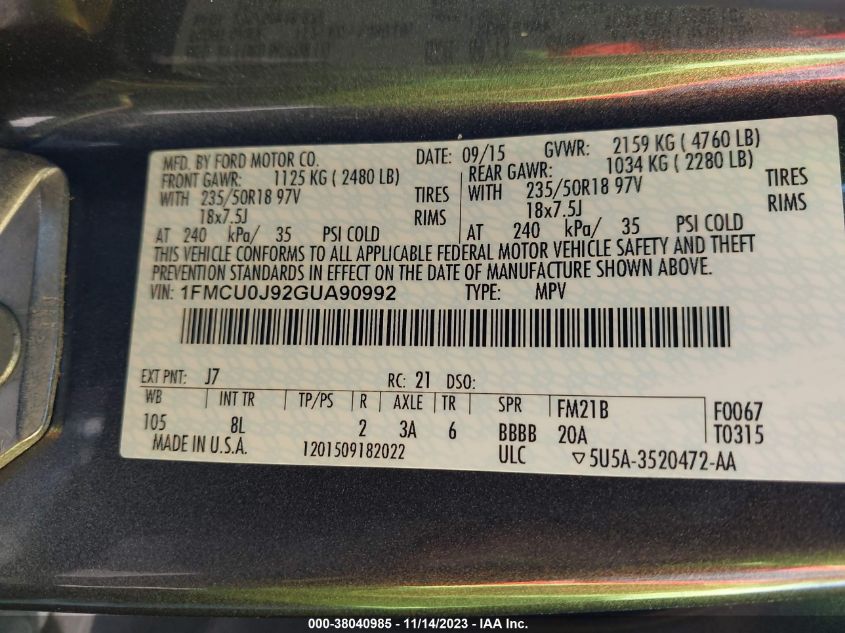 MFD. BY FORD MOTOR CO. DATE: 09/15 GVWR: 2159 KG ( 4760 LB)
FRONT GAWR: 1125 KG ( 2480 LB) REAR GAWR: 1034 KG ( 2280 LB)
WITH 235/50R18 97V TIRES WITH 235/50R18 97V TIRES
18x7.5J RIMS 18x7.5J RIMS
AT 240 kPa/ 35 PSI COLD AT 240 kPa/ 35 PSI COLD
THIS VEHICLE CONFORMS TO ALL APPLICABLE FEDERAL MOTOR VEHICLE SAFETY AND THEFT
PREVENTION STANDARDS IN EFFECT ON THE DATE OF MANUFACTURE SHOWN ABOVE.
VIN: 1FMCU0J92GUA90992 TYPE: MPV
EXT PNT: J7 RC: 21 DSO:
WB INT TR TP/PS R AXLE TR SPR FM21B F0067
105 8L 2 3A 6 BBBB 20A T0315
MADE IN U.S.A. 1201509182022 ULC ▽5U5A-3520472-AA
000-38040985 - 11/14/2023 - IAA Inc.